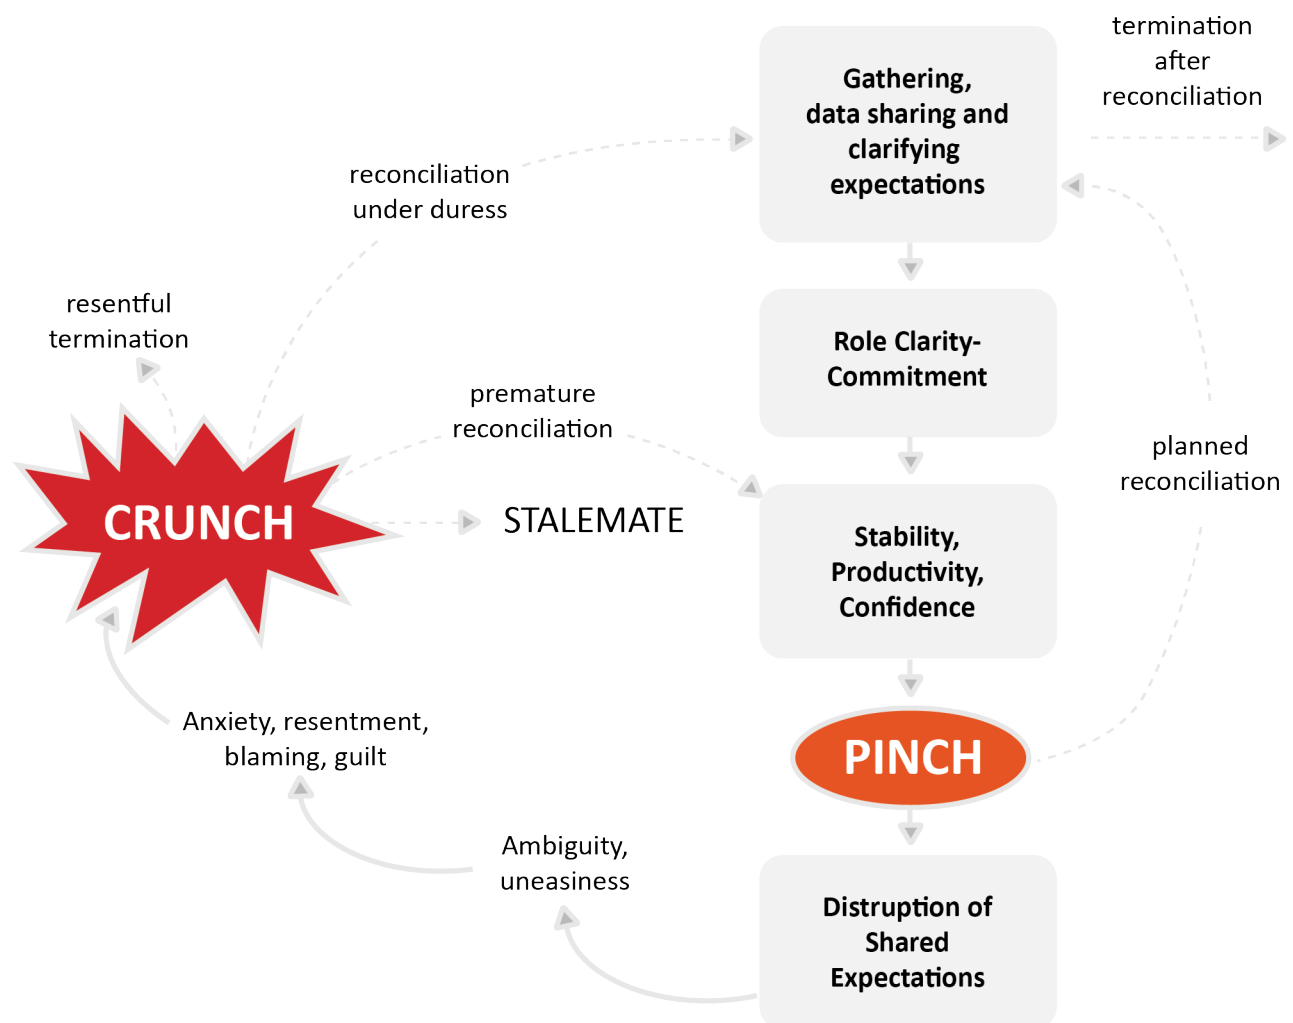 termination
after
reconciliation
Gathering,
data sharing and
clarifying
expectations
reconciliation
under duress
resentful
termination
Role Clarity-
Commitment
premature
reconciliation
planned
reconciliation
CRUNCH
STALEMATE
Stability,
Productivity,
Confidence
Anxiety, resentment,
blaming, guilt
PINCH
Ambiguity,
uneasiness
Distruption of
Shared
Expectations